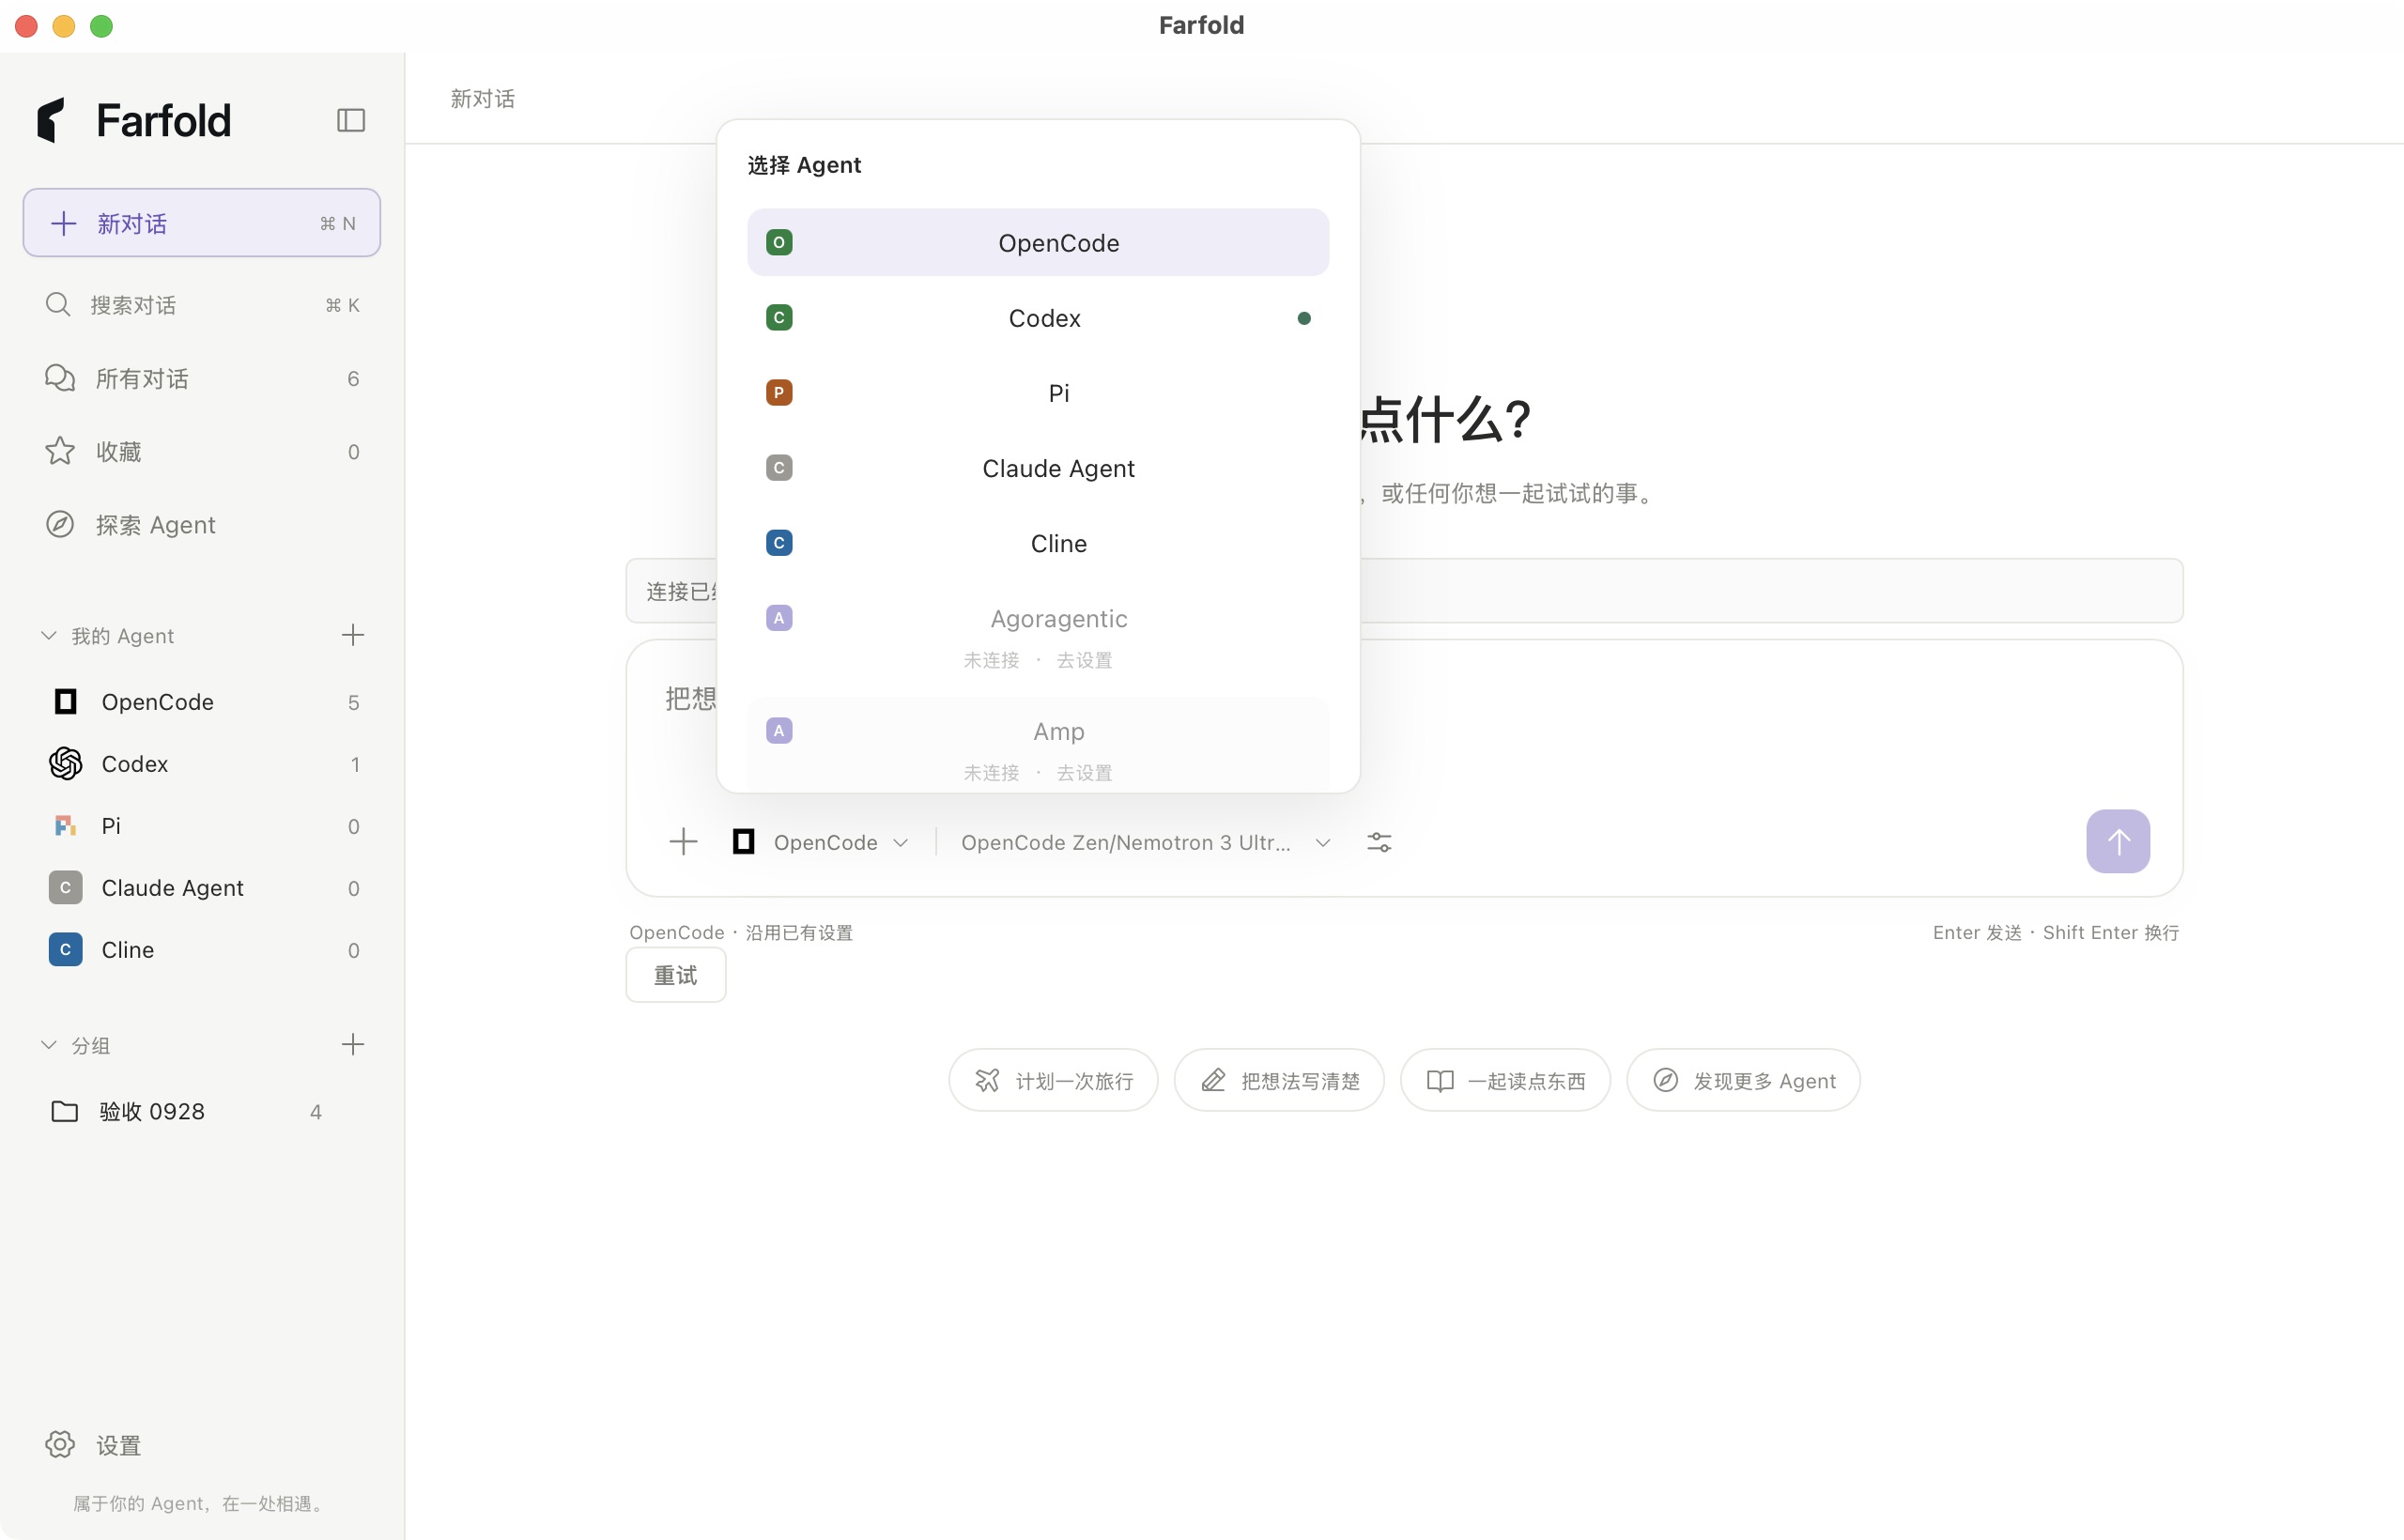 Farfold
Farfold
新对话 ⌘ N
搜索对话 ⌘ K
所有对话 6
收藏 0
探索 Agent
我的 Agent
OpenCode 5
Codex 1
Pi 0
C Claude Agent 0
C Cline 0
分组
验收 0928 4
设置
属于你的 Agent，在一处相遇。
新对话
选择 Agent
O OpenCode
C Codex
P Pi
C Claude Agent
C Cline
A Agoragentic
未连接 · 去设置
A Amp
未连接 · 去设置
点什么？
，或任何你想一起试试的事。
连接已
把想
OpenCode
OpenCode Zen/Nemotron 3 Ultr...
OpenCode · 沿用已有设置
Enter 发送 · Shift Enter 换行
重试
计划一次旅行
把想法写清楚
一起读点东西
发现更多 Agent